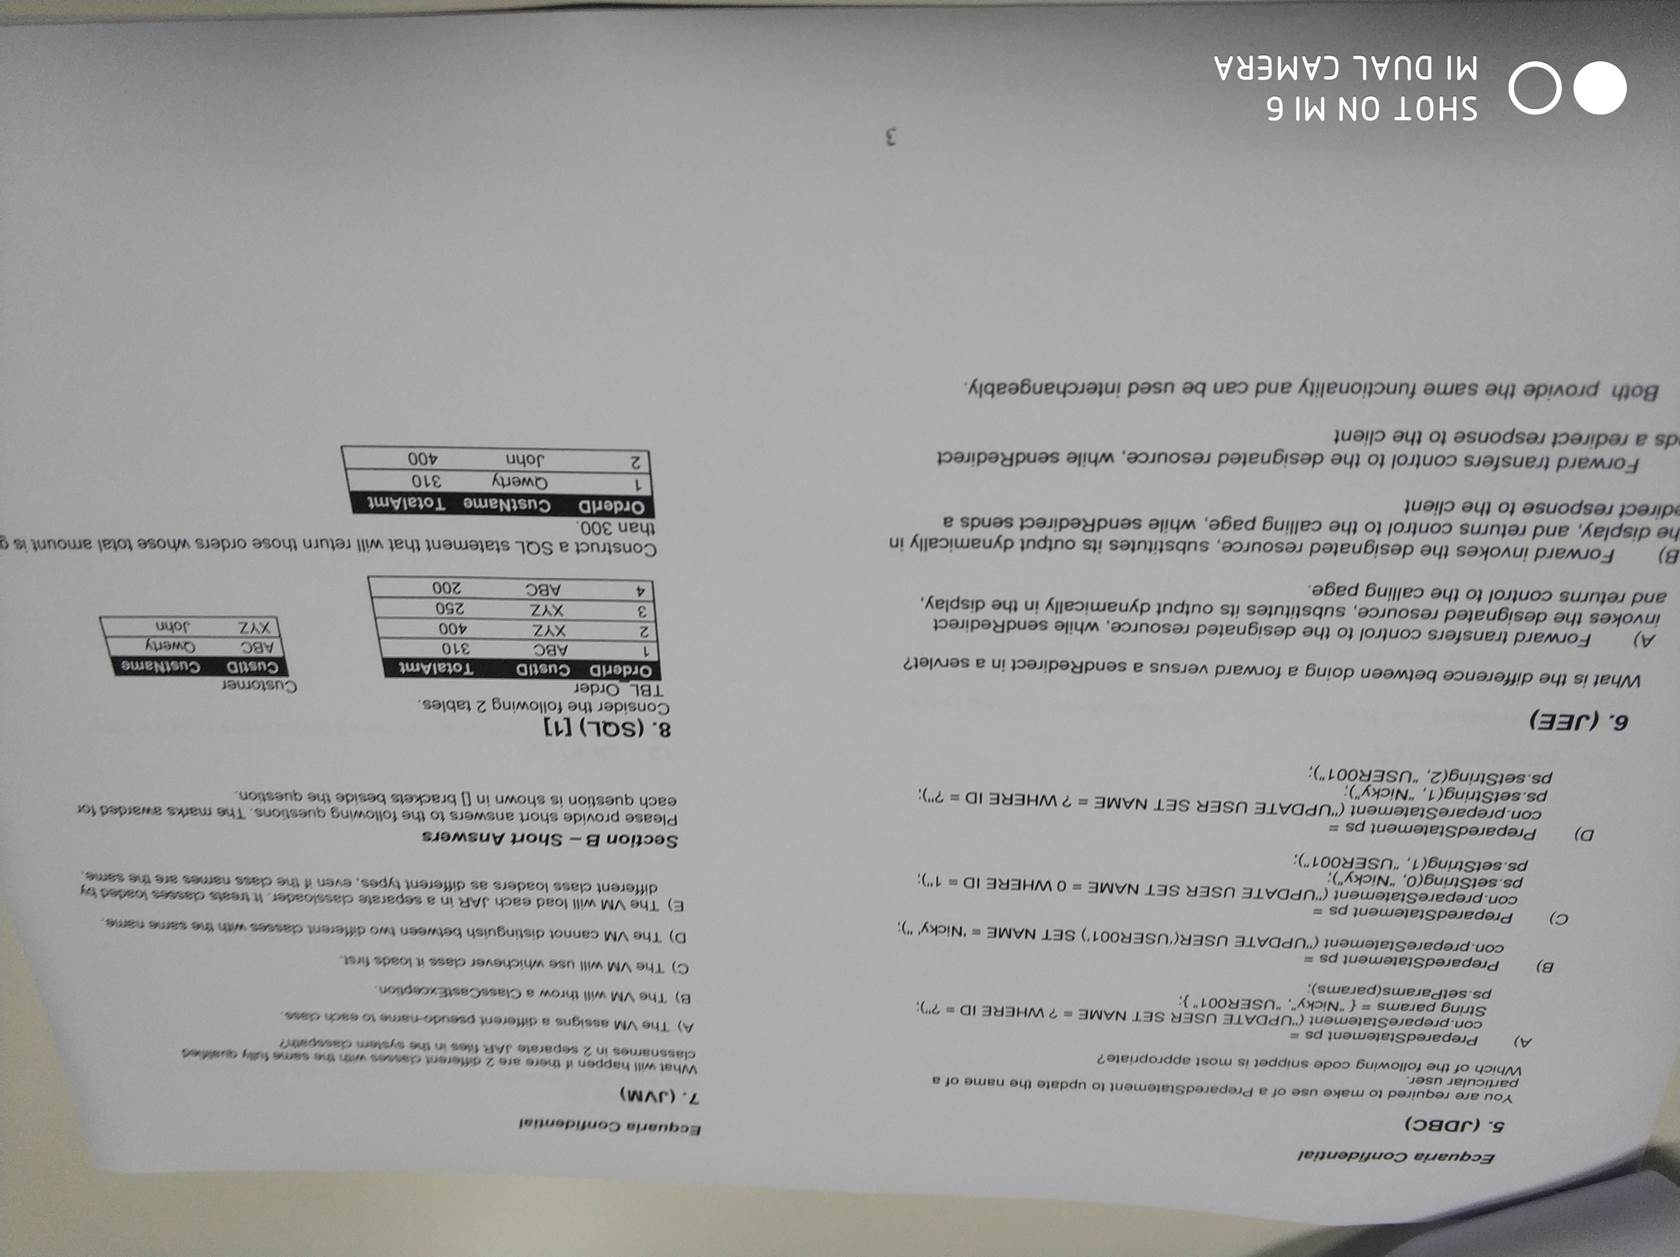 Ecquaria Confidential
5. (JDBC)
You are required to make use of a PreparedStatement to update the name of a
particular user.
Which of the following code snippet is most appropriate?
A) PreparedStatement ps =
con.prepareStatement ("UPDATE USER SET NAME = ? WHERE ID = ?");
String params = { "Nicky", "USER001" };
ps.setParams(params);
B) PreparedStatement ps =
con.prepareStatement ("UPDATE USER('USER001') SET NAME = 'Nicky' ");
C) PreparedStatement ps =
con.prepareStatement ("UPDATE USER SET NAME = 0 WHERE ID = 1");
ps.setString(0, "Nicky");
ps.setString(1, "USER001");
D) PreparedStatement ps =
con.prepareStatement ("UPDATE USER SET NAME = ? WHERE ID = ?");
ps.setString(1, "Nicky");
ps.setString(2, "USER001");
6. (JEE)
What is the difference between doing a forward versus a sendRedirect in a servlet?
A) Forward transfers control to the designated resource, while sendRedirect
invokes the designated resource, substitutes its output dynamically in the display,
and returns control to the calling page.
B) Forward invokes the designated resource, substitutes its output dynamically in
the display, and returns control to the calling page, while sendRedirect sends a
redirect response to the client
Forward transfers control to the designated resource, while sendRedirect
ds a redirect response to the client
Both provide the same functionality and can be used interchangeably.
Ecquaria Confidential
7. (JVM)
What will happen if there are 2 different classes with the same fully qualified
classnames in 2 separate JAR files in the system classpath?
A) The VM assigns a different pseudo-name to each class.
B) The VM will throw a ClassCastException.
C) The VM will use whichever class it loads first.
D) The VM cannot distinguish between two different classes with the same name.
E) The VM will load each JAR in a separate classloader. It treats classes loaded by
different class loaders as different types, even if the class names are the same.
Section B – Short Answers
Please provide short answers to the following questions. The marks awarded for
each question is shown in [] brackets beside the question.
8. (SQL) [1]
Consider the following 2 tables.
TBL_Order
OrderID CustID TotalAmt
1 ABC 310
2 XYZ 400
3 XYZ 250
4 ABC 200
Customer
CustID CustName
ABC Qwerty
XYZ John
Construct a SQL statement that will return those orders whose total amount is g
than 300.
OrderID CustName TotalAmt
1 Qwerty 310
2 John 400
3
SHOT ON MI 6
MI DUAL CAMERA